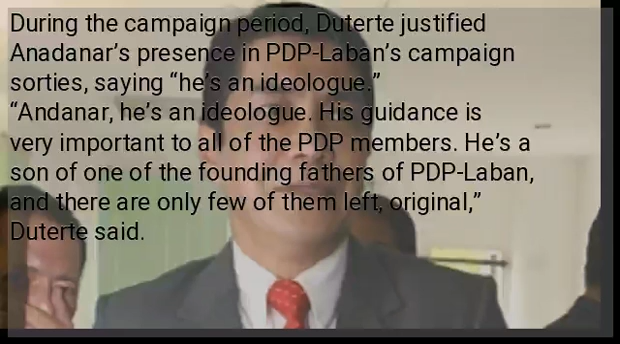 During the campaign period, Duterte justified
Anadanar’s presence in PDP-Laban’s campaign
sorties, saying “he’s an ideologue.”
“Andanar, he’s an ideologue. His guidance is
very important to all of the PDP members. He’s a
son of one of the founding fathers of PDP-Laban,
and there are only few of them left, original,”
Duterte said.